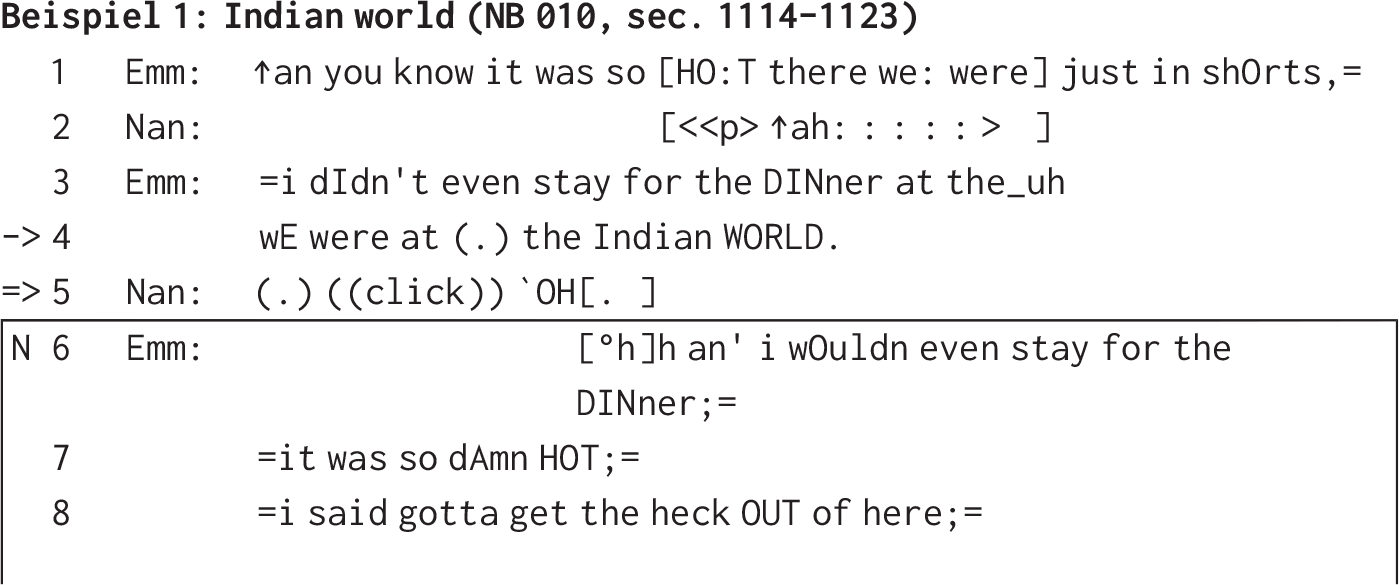 Beispiel 1: Indian world (NB 010, sec. 1114–1123)
1 Emm: ↑an you know it was so [HO:T there we: were] just in shOrts,=
2 Nan: [<<p> ↑ah: : : : : > ]
3 Emm: =i dIdn't even stay for the DINner at the_uh
–> 4 wE were at (.) the Indian WORLD.
=> 5 Nan: (.) ((click)) `OH[. ]
N 6 Emm: [°h]h an' i wOuldn even stay for the
DINner;=
7 =it was so dAmn HOT;=
8 =i said gotta get the heck OUT of here;=